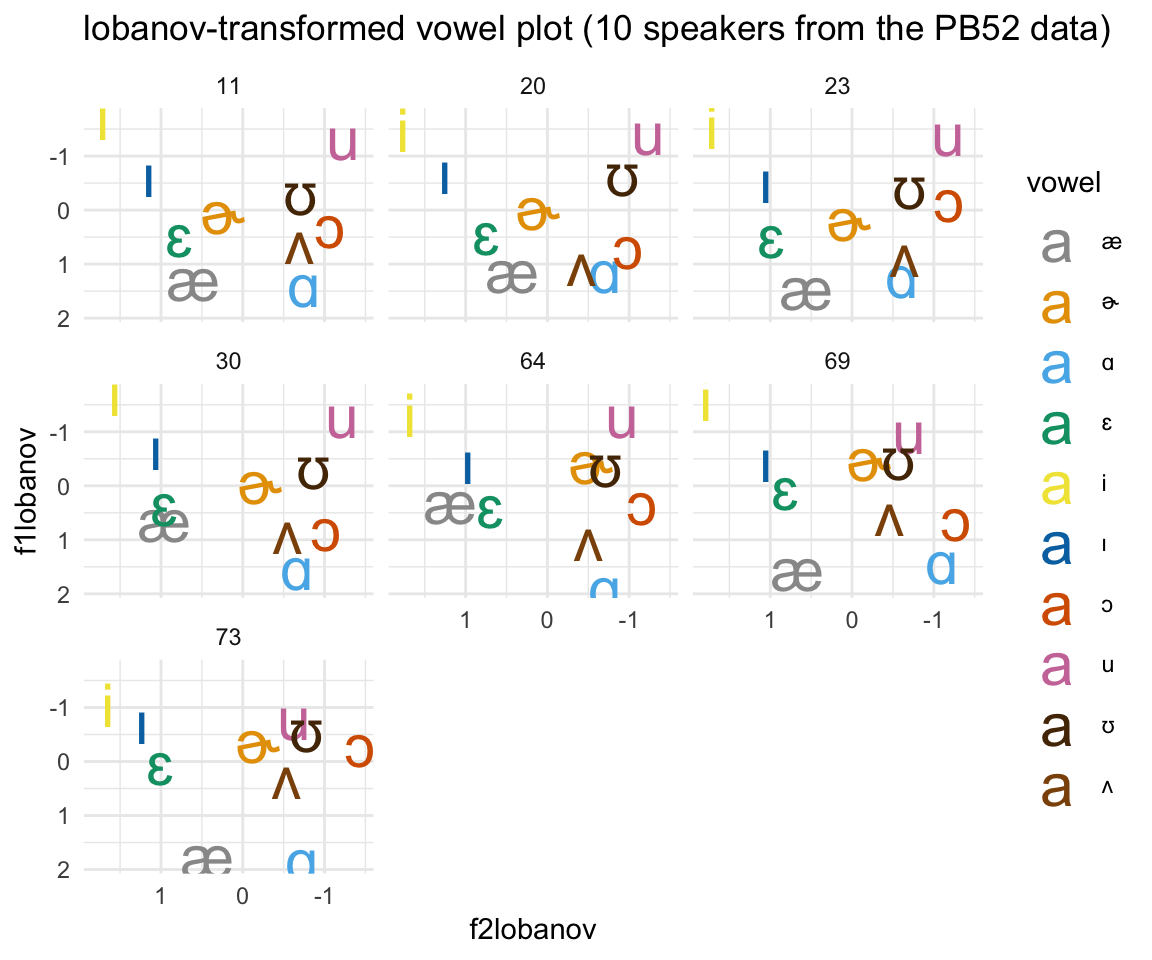 lobanov-transformed vowel plot (10 speakers from the PB52 data)
11 20 23
i i i
u u u
-1
ɪ ɪ ɪ
ʊ ʊ ʊ
0
ɚ ɚ ɚ
ɛ ɛ ɛ
ɔ ɔ ɔ
ʌ ʌ ʌ
1
æ æ æ
ɑ ɑ ɑ
2
30 64 69
i i i
u u u
-1
ɪ ɪ ɪ
ʊ ʊ ʊ
0
ɚ ɚ ɚ
ɛ ɛ ɛ
æ æ æ
ɔ ɔ ɔ
1
ʌ ʌ ʌ
ɑ ɑ ɑ
2
1 0 -1 1 0 -1
73
i
-1
ɪ
u
ʊ
ɚ
ɔ
0
ɛ
ʌ
1
æ
ɑ
2
1 0 -1
f2lobanov
f1lobanov
vowel
a æ
a ɚ
a ɑ
a ɛ
a i
a ɪ
a ɔ
a u
a ʊ
a ʌ